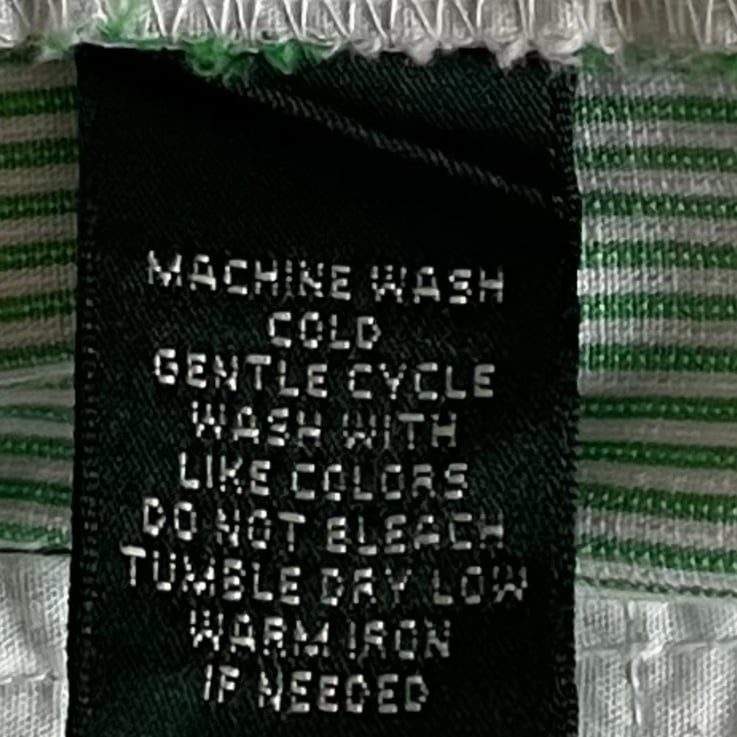 MACHINE WASH
COLD
GENTLE CYCLE
WASH WITH
LIKE COLORS
DO NOT BLEACH
TUMBLE DRY LOW
WARM IRON
IF NEEDED